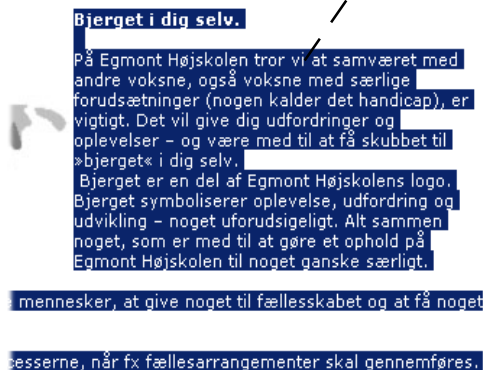 Bjerget i dig selv.
På Egmont Højskolen tror vi at samværet med
andre voksne, også voksne med særlige
forudsætninger (nogen kalder det handicap), er
vigtigt. Det vil give dig udfordringer og
oplevelser – og være med til at få skubbet til
»bjerget« i dig selv.
Bjerget er en del af Egmont Højskolens logo.
Bjerget symboliserer oplevelse, udfordring og
udvikling – noget uforudsigeligt. Alt sammen
noget, som er med til at gøre et ophold på
Egmont Højskolen til noget ganske særligt.
mennesker, at give noget til fællesskabet og at få noget
cesserne, når fx fællesarrangementer skal gennemføres.